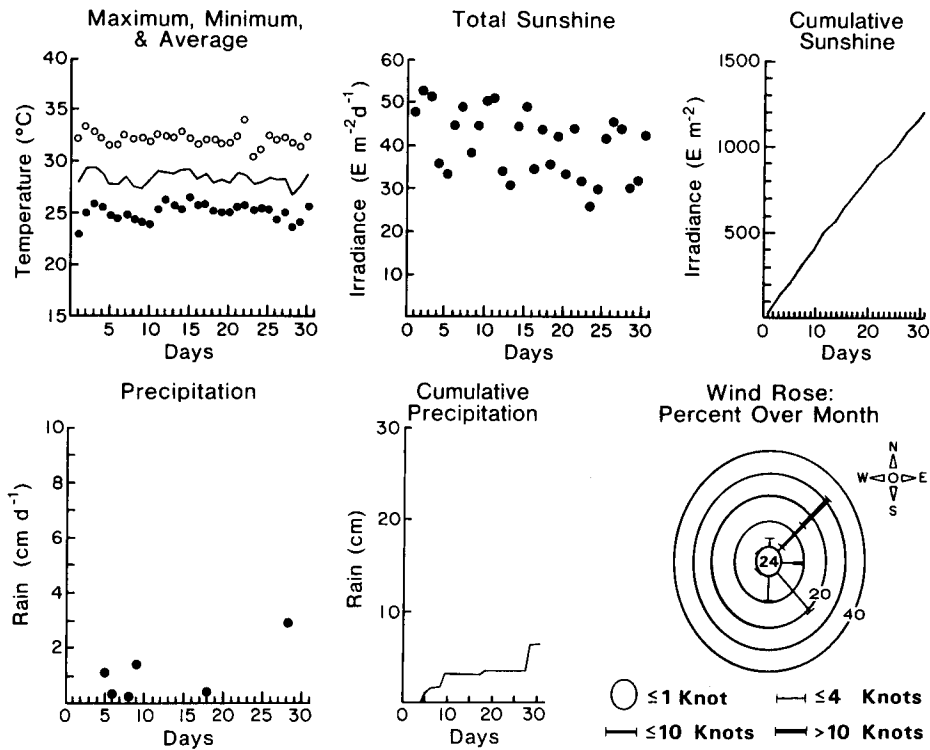 Maximum, Minimum,
& Average
Temperature (°C)
40
35
30
25
20
15
5 10 15 20 25 30
Days
Total Sunshine
Irradiance (E m⁻² d⁻¹)
60
50
40
30
20
10
0 5 10 15 20 25 30
Days
Cumulative
Sunshine
Irradiance (E m⁻²)
1500
1000
500
0 10 20 30
Days
Precipitation
Rain (cm d⁻¹)
10
8
6
4
2
0 5 10 15 20 25 30
Days
Cumulative
Precipitation
Rain (cm)
30
20
10
0 10 20 30
Days
Wind Rose:
Percent Over Month
N
W E
S
24
20
40
≤1 Knot ≤4 Knots
≤10 Knots >10 Knots